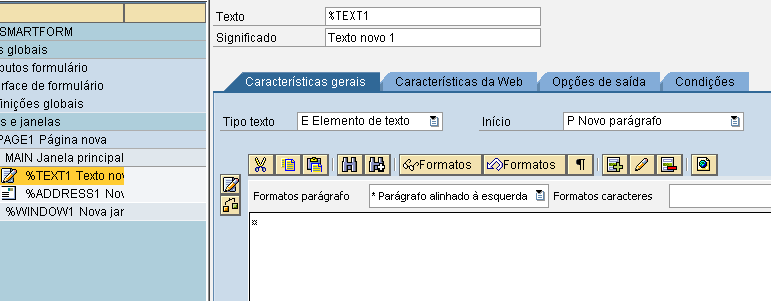 Texto %TEXT1
Significado Texto novo 1
SMARTFORM
s globais
butos formulário
rface de formulário
finições globais
s e janelas
PAGE1 Página nova
MAIN Janela principal
%TEXT1 Texto nov
%ADDRESS1 Nov
%WINDOW1 Nova jar
Características gerais Características da Web Opções de saída Condições
Tipo texto E Elemento de texto Início P Novo parágrafo
Formatos Formatos ¶
Formatos parágrafo * Parágrafo alinhado à esquerda Formatos caracteres
¤